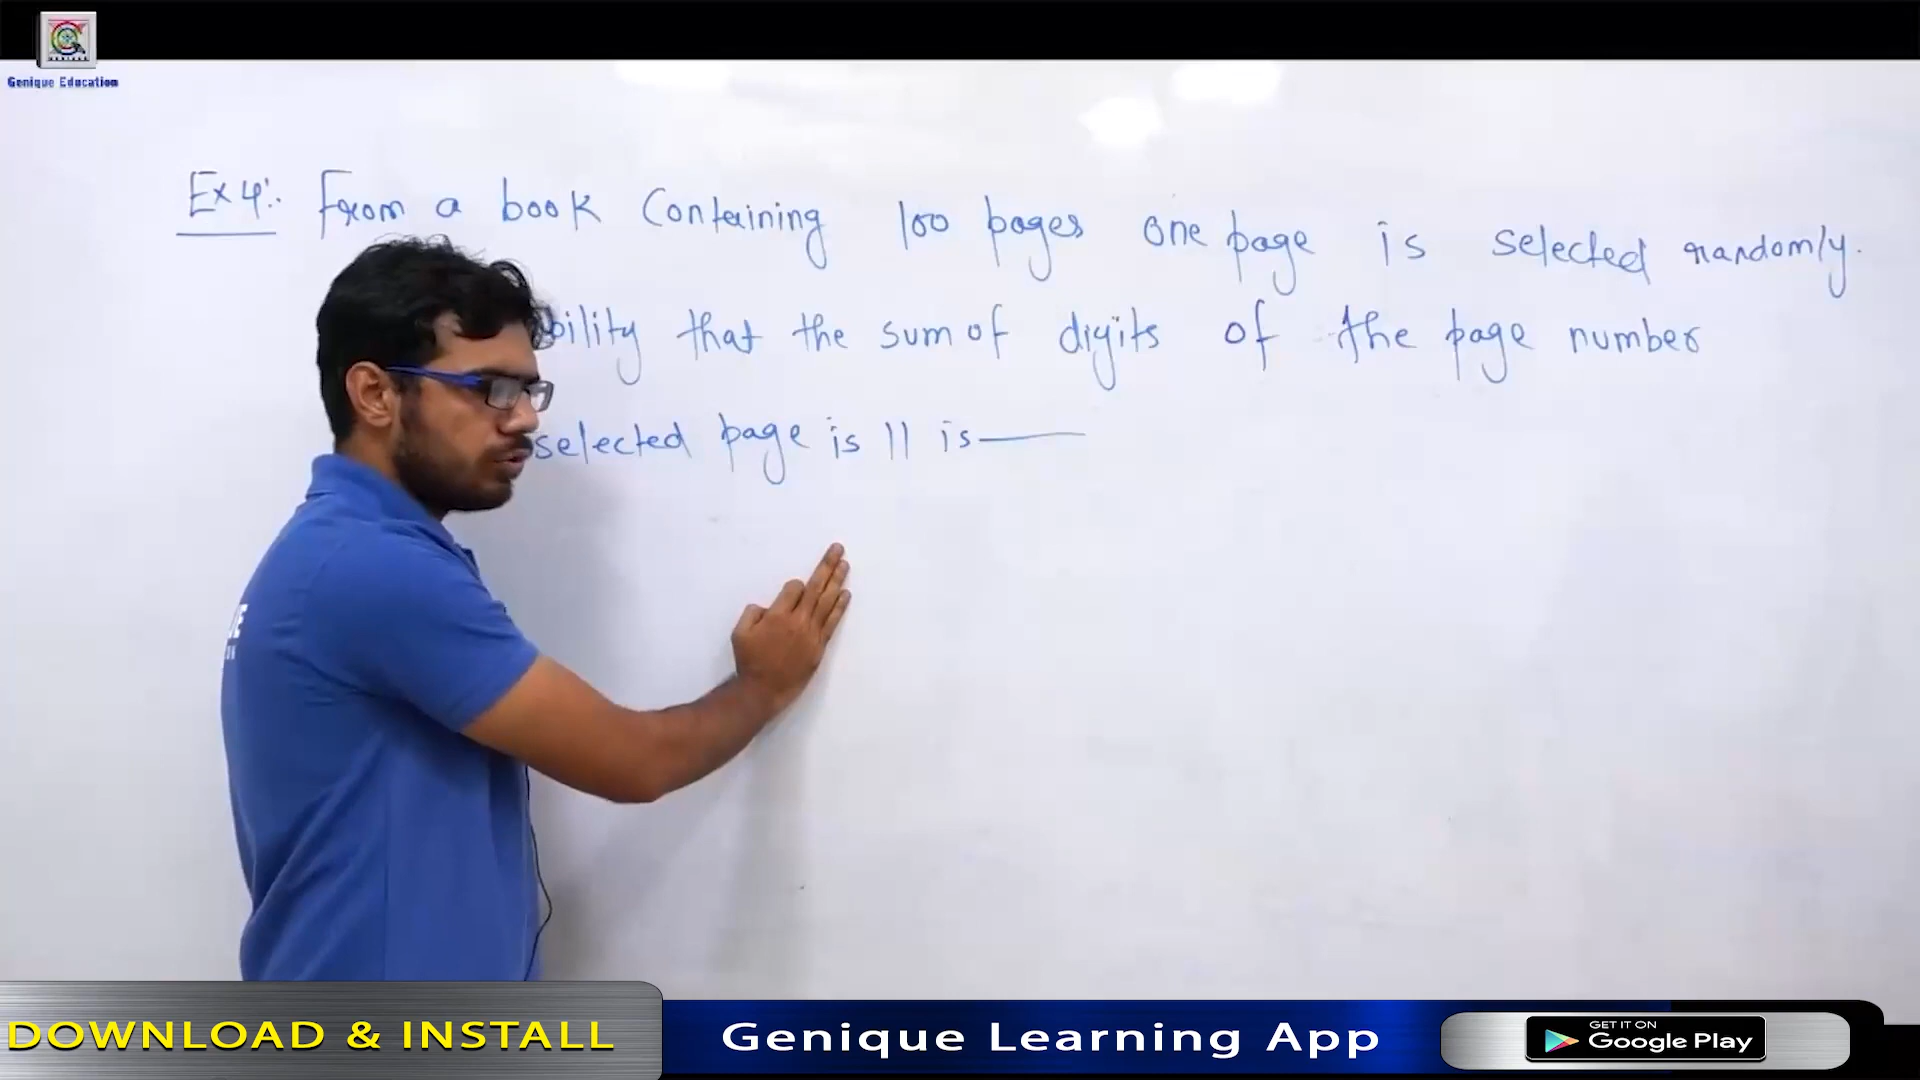 Genique Education
Ex 4:. From a book Containing 100 pages one page is selected randomly.
bility that the sum of digits of the page number
selected page is 11 is
DOWNLOAD & INSTALL
Genique Learning App
GET IT ON
Google Play